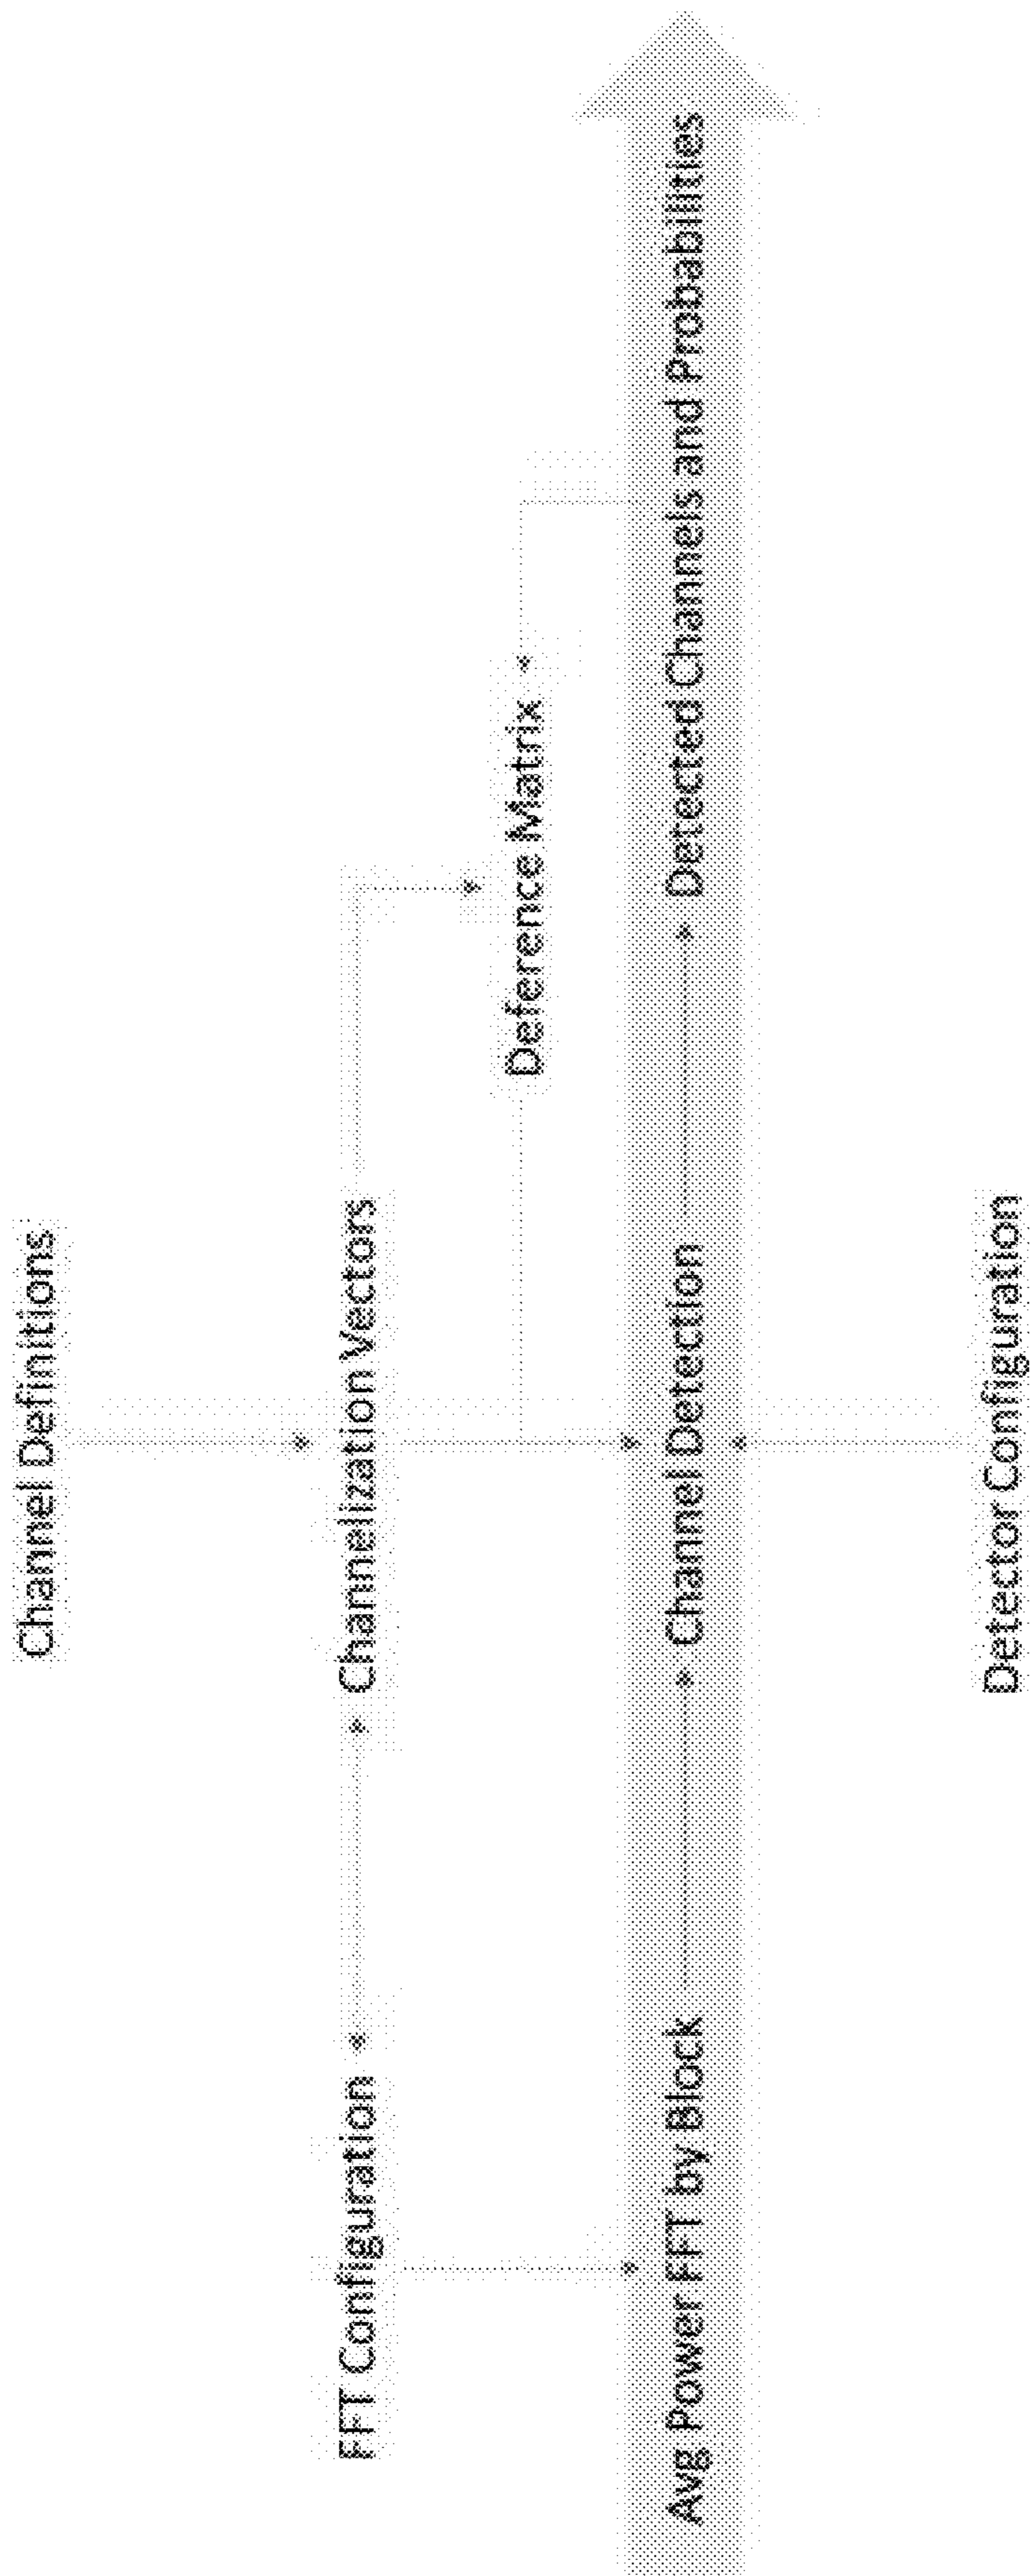 Channel Definitions
FFT Configuration
Channelization Vectors
Deference Matrix
Avg Power FFT by Block
Channel Detection
Detected Channels and Probabilities
Detector Configuration